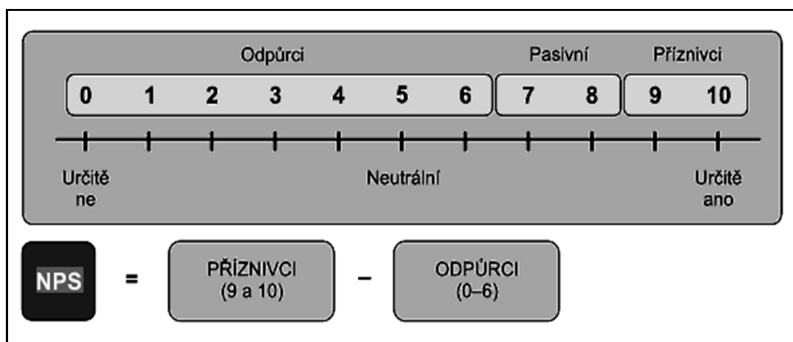 Odpůrci Pasivní Příznivci
0 1 2 3 4 5 6 7 8 9 10
Určitě Neutrální Určitě
ne ano
NPS = PŘÍZNIVCI – ODPŮRCI
(9 a 10) (0–6)